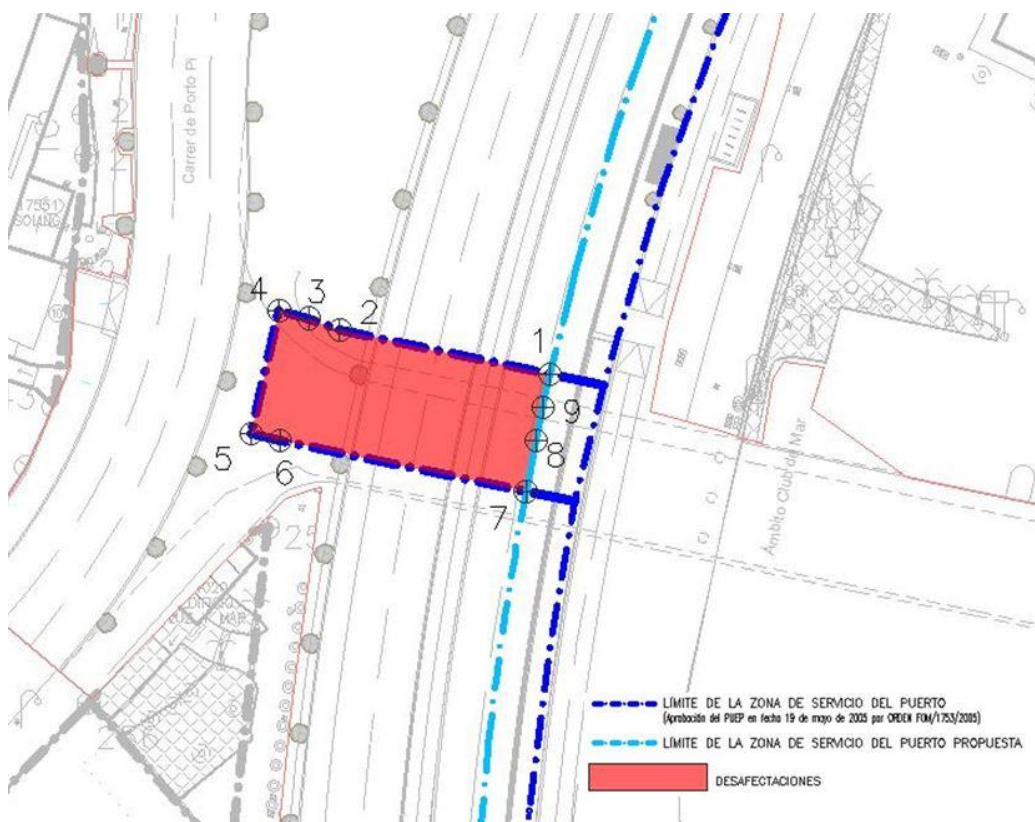 Carrer de Porto Pi
4
3
2
1
9
8
5
6
7
Ambito Club de Mar
LÍMITE DE LA ZONA DE SERVICIO DEL PUERTO
(Aprobación del PUEP en fecha 19 de mayo de 2005 por ORDEN FOM/1753/2005)
LÍMITE DE LA ZONA DE SERVICIO DEL PUERTO PROPUESTA
DESAFECTACIONES